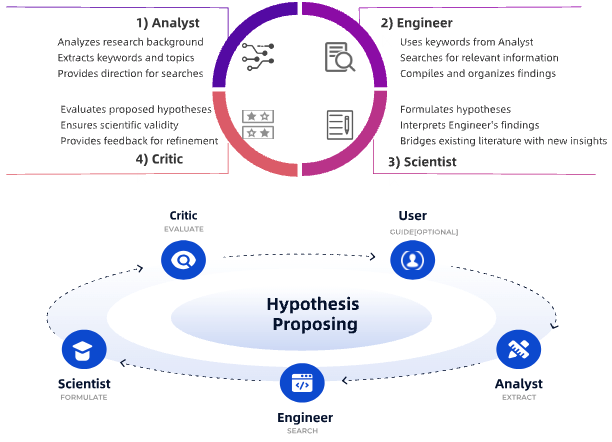 1) Analyst
Analyzes research background
Extracts keywords and topics
Provides direction for searches
2) Engineer
Uses keywords from Analyst
Searches for relevant information
Compiles and organizes findings
Evaluates proposed hypotheses
Ensures scientific validity
Provides feedback for refinement
4) Critic
Formulates hypotheses
Interprets Engineer's findings
Bridges existing literature with new insights
3) Scientist
Critic
EVALUATE
User
GUIDE[OPTIONAL]
Hypothesis
Proposing
Scientist
FORMULATE
Analyst
EXTRACT
Engineer
SEARCH